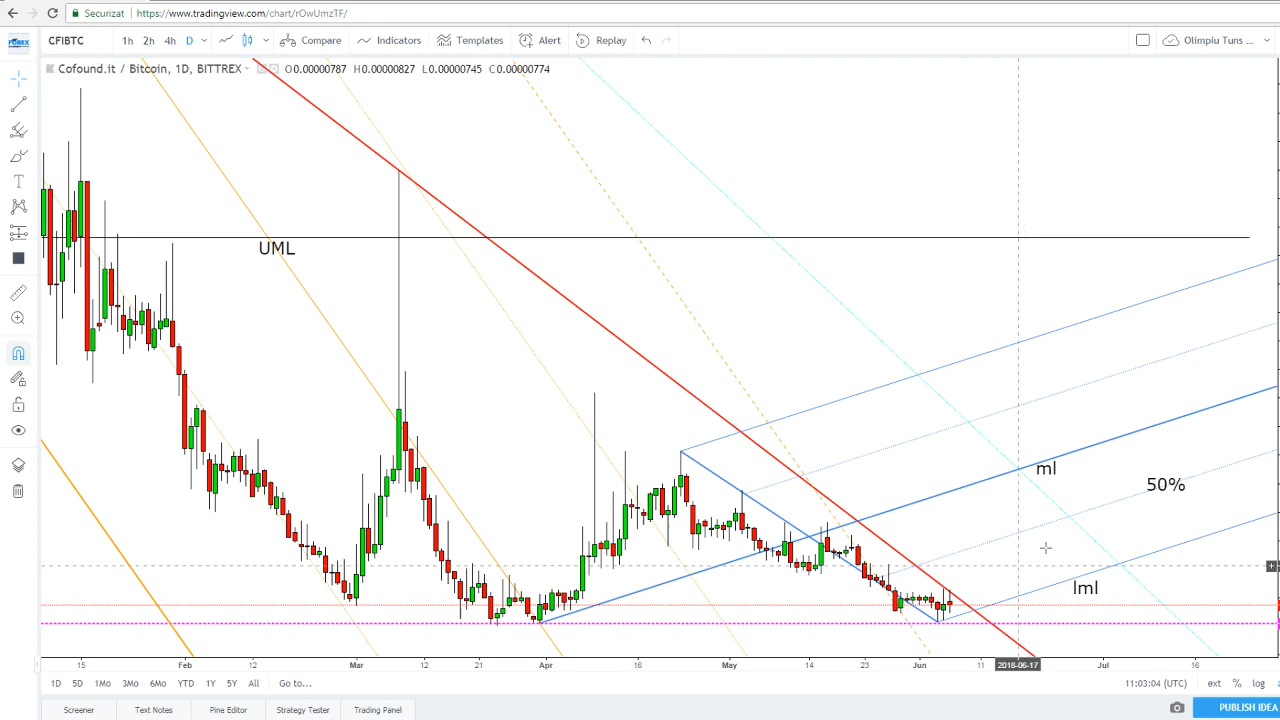 Securizat https://www.tradingview.com/chart/rOwUmzTF/
FOREX
CFIBTC 1h 2h 4h D Compare Indicators Templates Alert Replay Olimpiu Tuns ...
Cofound.it / Bitcoin, 1D, BITTREX O0.00000787 H0.00000827 L0.00000745 C0.00000774
UML
ml
50%
lml
15 Feb 12 Mar 12 21 Apr 16 May 14 23 Jun 11 2018-06-17 Jul 16
1D 5D 1Mo 3Mo 6Mo YTD 1Y 5Y All Go to... 11:03:04 (UTC) ext % log
Screener Text Notes Pine Editor Strategy Tester Trading Panel PUBLISH IDEA